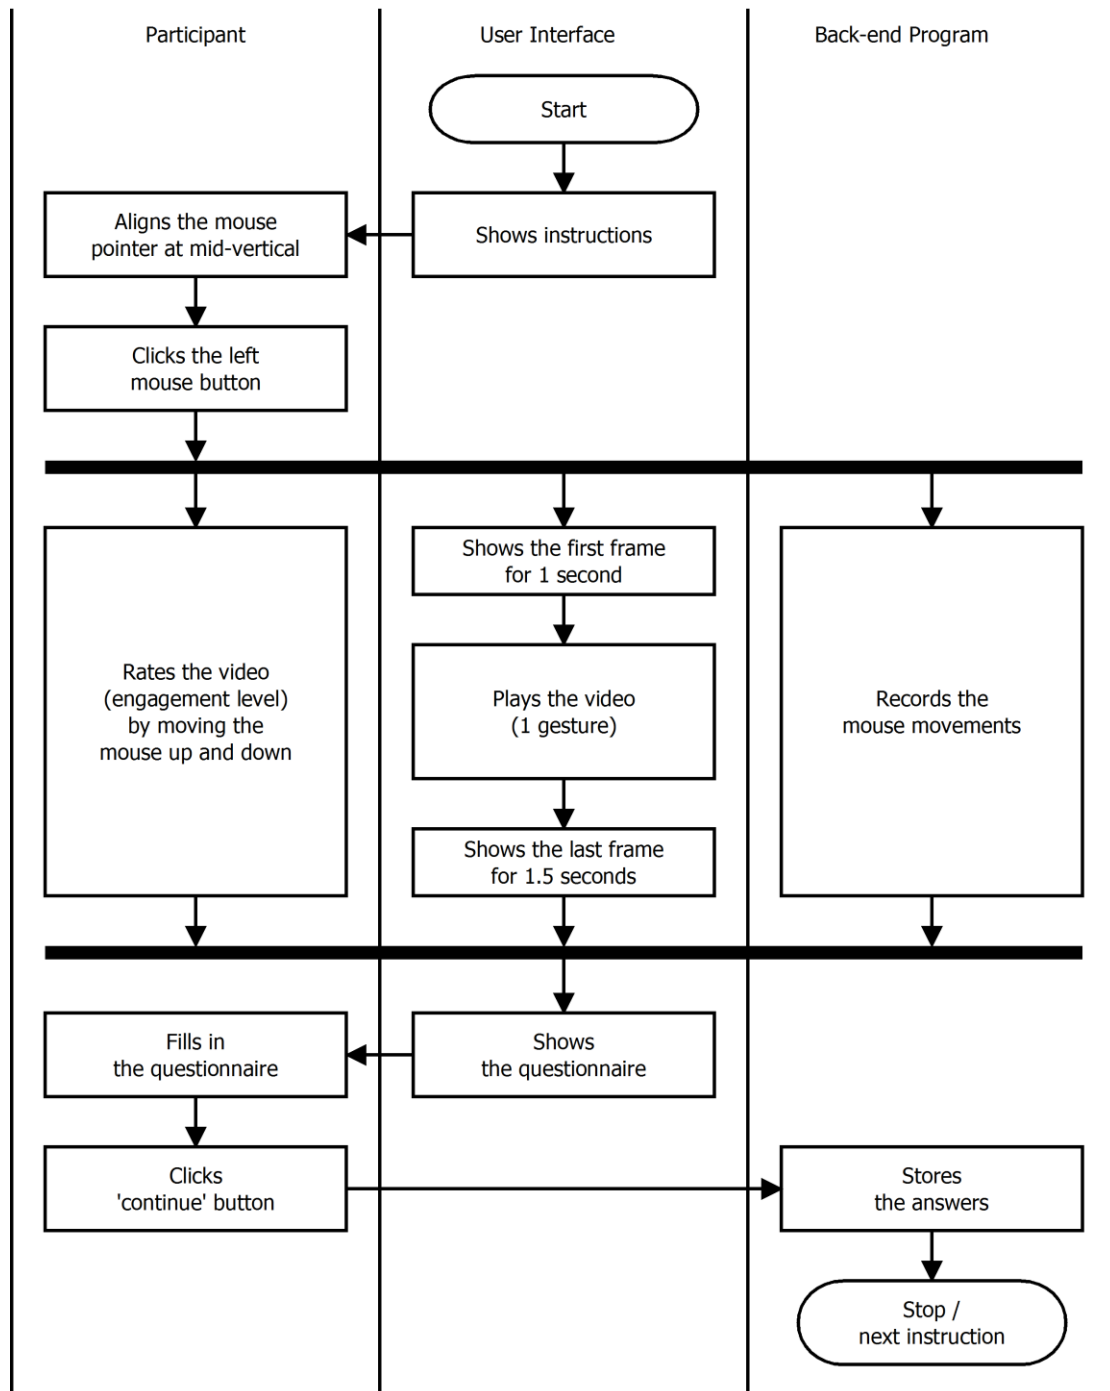 Participant
User Interface
Back-end Program
Start
Shows instructions
Aligns the mouse
pointer at mid-vertical
Clicks the left
mouse button
Rates the video
(engagement level)
by moving the
mouse up and down
Shows the first frame
for 1 second
Plays the video
(1 gesture)
Shows the last frame
for 1.5 seconds
Records the
mouse movements
Shows
the questionnaire
Fills in
the questionnaire
Clicks
'continue' button
Stores
the answers
Stop /
next instruction